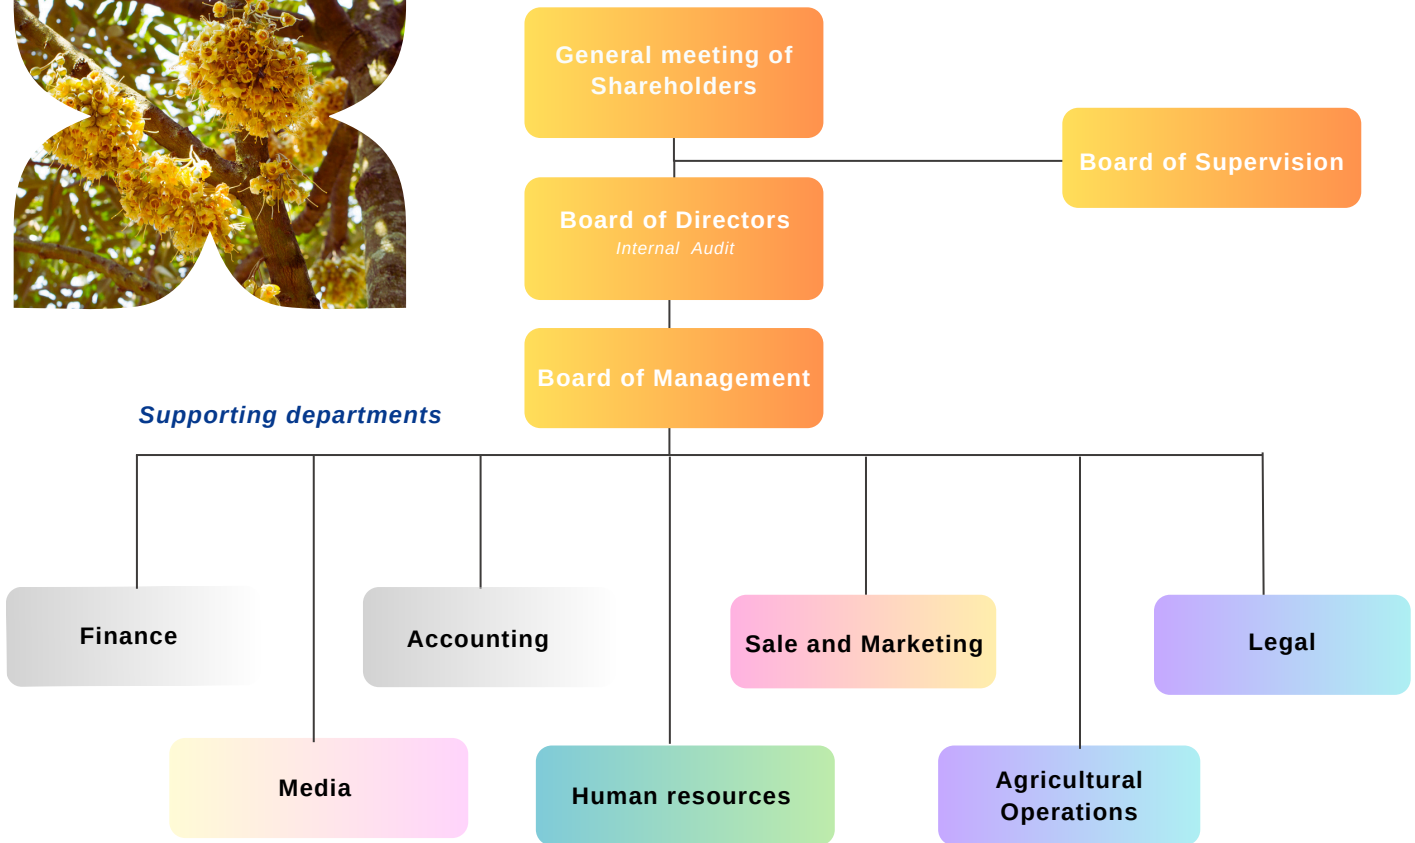 General meeting of
Shareholders
Board of Supervision
Board of Directors
Internal Audit
Board of Management
Supporting departments
Finance
Accounting
Sale and Marketing
Legal
Media
Human resources
Agricultural
Operations